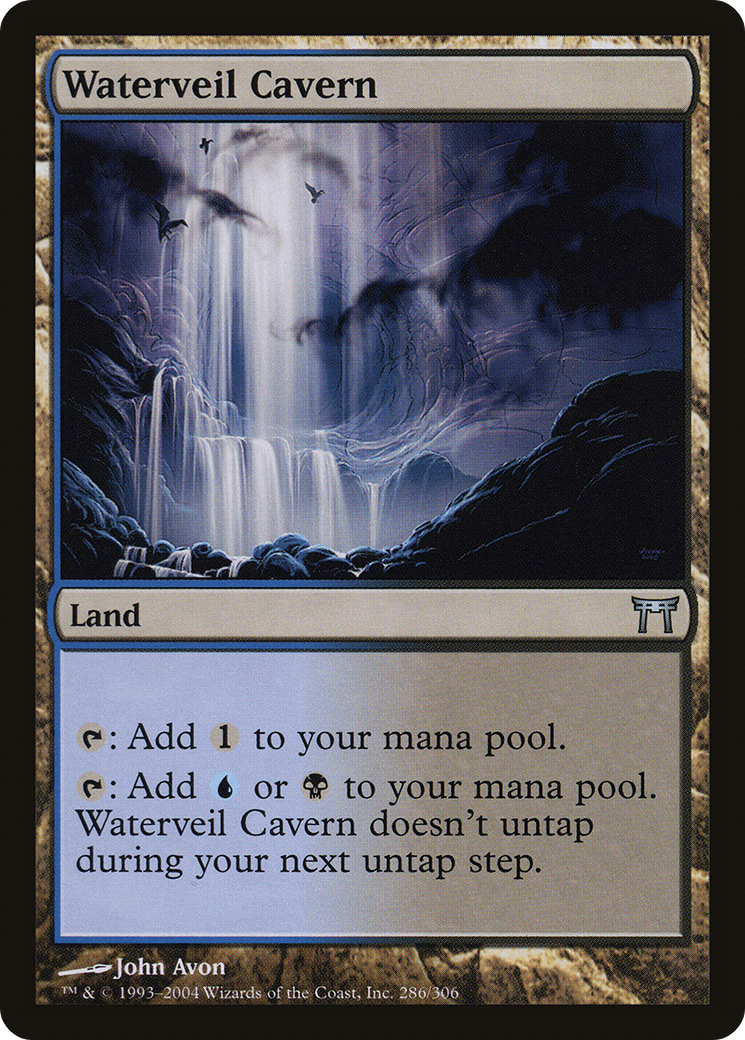 Waterveil Cavern
Land
: Add 1 to your mana pool.
: Add or to your mana pool.
Waterveil Cavern doesn't untap
during your next untap step.
John Avon
™ & © 1993–2004 Wizards of the Coast, Inc. 286/306